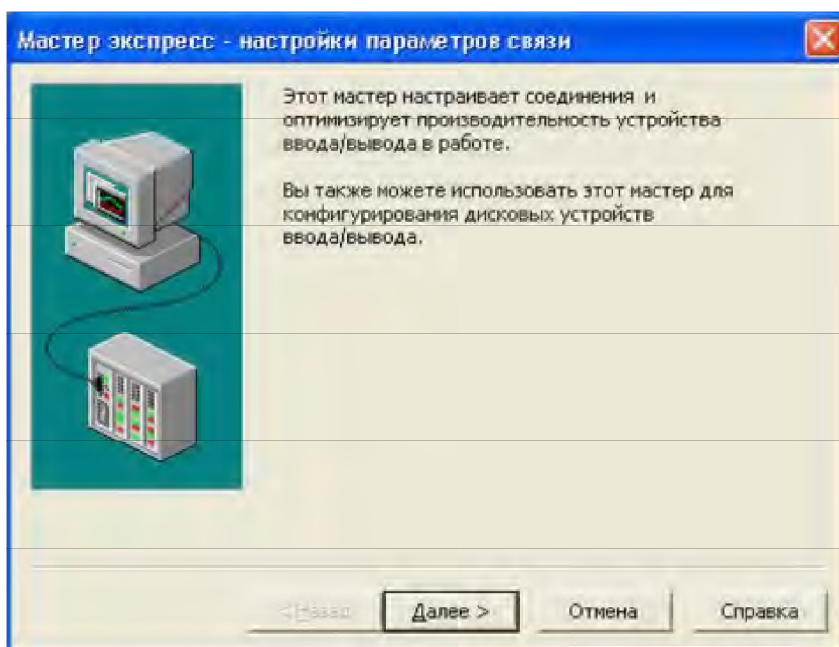 Мастер экспресс - настройки параметров связи
Этот мастер настраивает соединения и
оптимизирует производительность устройства
ввода/вывода в работе.
Вы также можете использовать этот мастер для
конфигурирования дисковых устройств
ввода/вывода.
< Назад
Далее >
Отмена
Справка